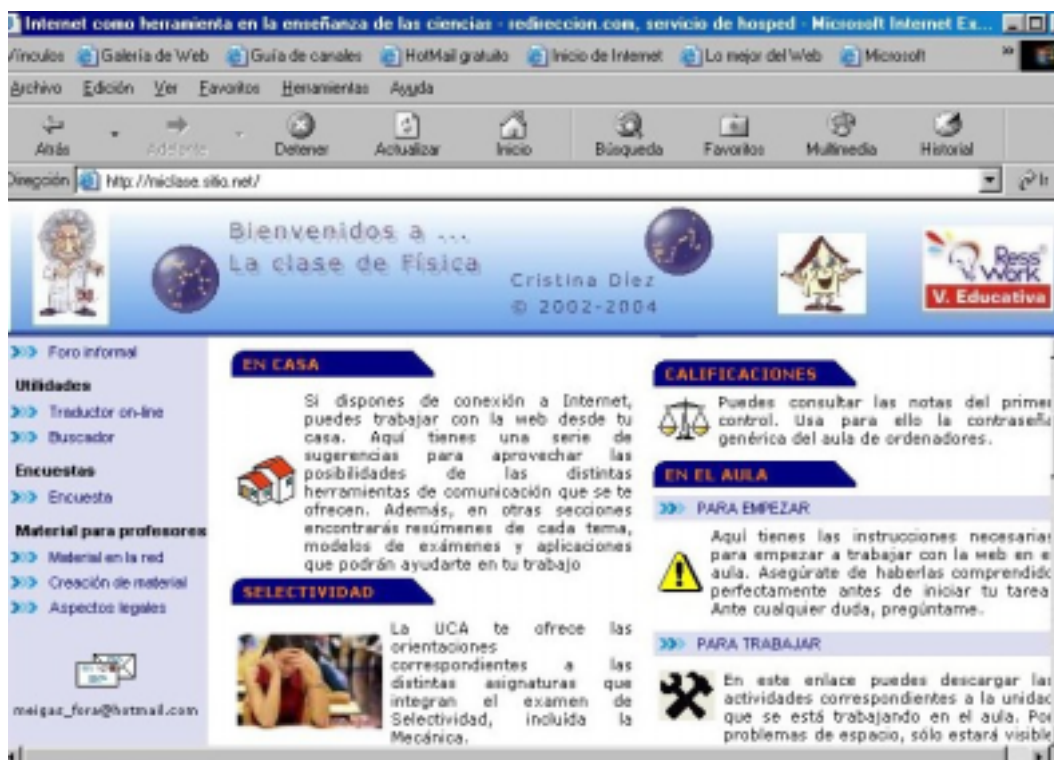 Internet como herramienta en la enseñanza de las ciencias - redireccion.com, servicio de hosped - Microsoft Internet Ex...
Vínculos Galería de Web Guía de canales HotMail gratuito Inicio de Internet Lo mejor del Web Microsoft »
Archivo Edición Ver Favoritos Herramientas Ayuda
Atrás Adelante Detener Actualizar Inicio Búsqueda Favoritos Multimedia Historial
Dirección http://miclase.sitio.net/ Ir
Bienvenidos a ...
La clase de Física
Cristina Díez
© 2002-2004
Ress
Work
V. Educativa
Foro informal
Utilidades
Traductor on-line
Buscador
Encuestas
Encuesta
Material para profesores
Material en la red
Creación de material
Aspectos legales
meigas_fora@hotmail.com
EN CASA
Si dispones de conexión a Internet,
puedes trabajar con la web desde tu
casa. Aquí tienes una serie de
sugerencias para aprovechar las
posibilidades de las distintas
herramientas de comunicación que se te
ofrecen. Además, en otras secciones
encontrarás resúmenes de cada tema,
modelos de exámenes y aplicaciones
que podrán ayudarte en tu trabajo
SELECTIVIDAD
La UCA te ofrece las
orientaciones
correspondientes a las
distintas asignaturas que
integran el examen de
Selectividad, incluída la
Mecánica.
CALIFICACIONES
Puedes consultar las notas del primer
control. Usa para ello la contraseña
genérica del aula de ordenadores.
EN EL AULA
PARA EMPEZAR
Aquí tienes las instrucciones necesarias
para empezar a trabajar con la web en e
aula. Asegúrate de haberlas comprendido
perfectamente antes de iniciar tu tarea.
Ante cualquier duda, pregúntame.
PARA TRABAJAR
En este enlace puedes descargar las
actividades correspondientes a la unidad
que se está trabajando en el aula. Por
problemas de espacio, sólo estará visible